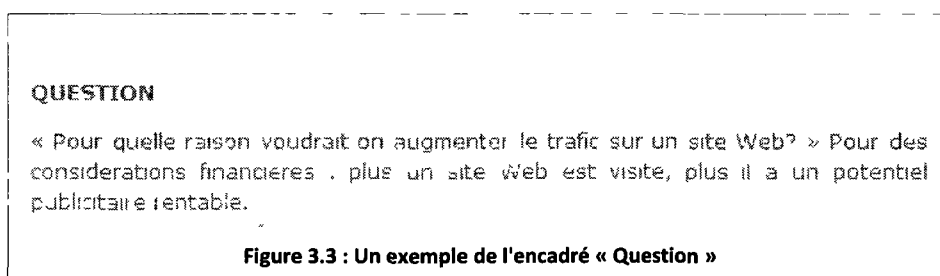 QUESTION
« Pour quelle raison voudrait on augmenter le trafic sur un site Web? » Pour des
considerations financieres . plus un site Web est visite, plus il a un potentiel
publicitaire rentable.
Figure 3.3 : Un exemple de l'encadré « Question »